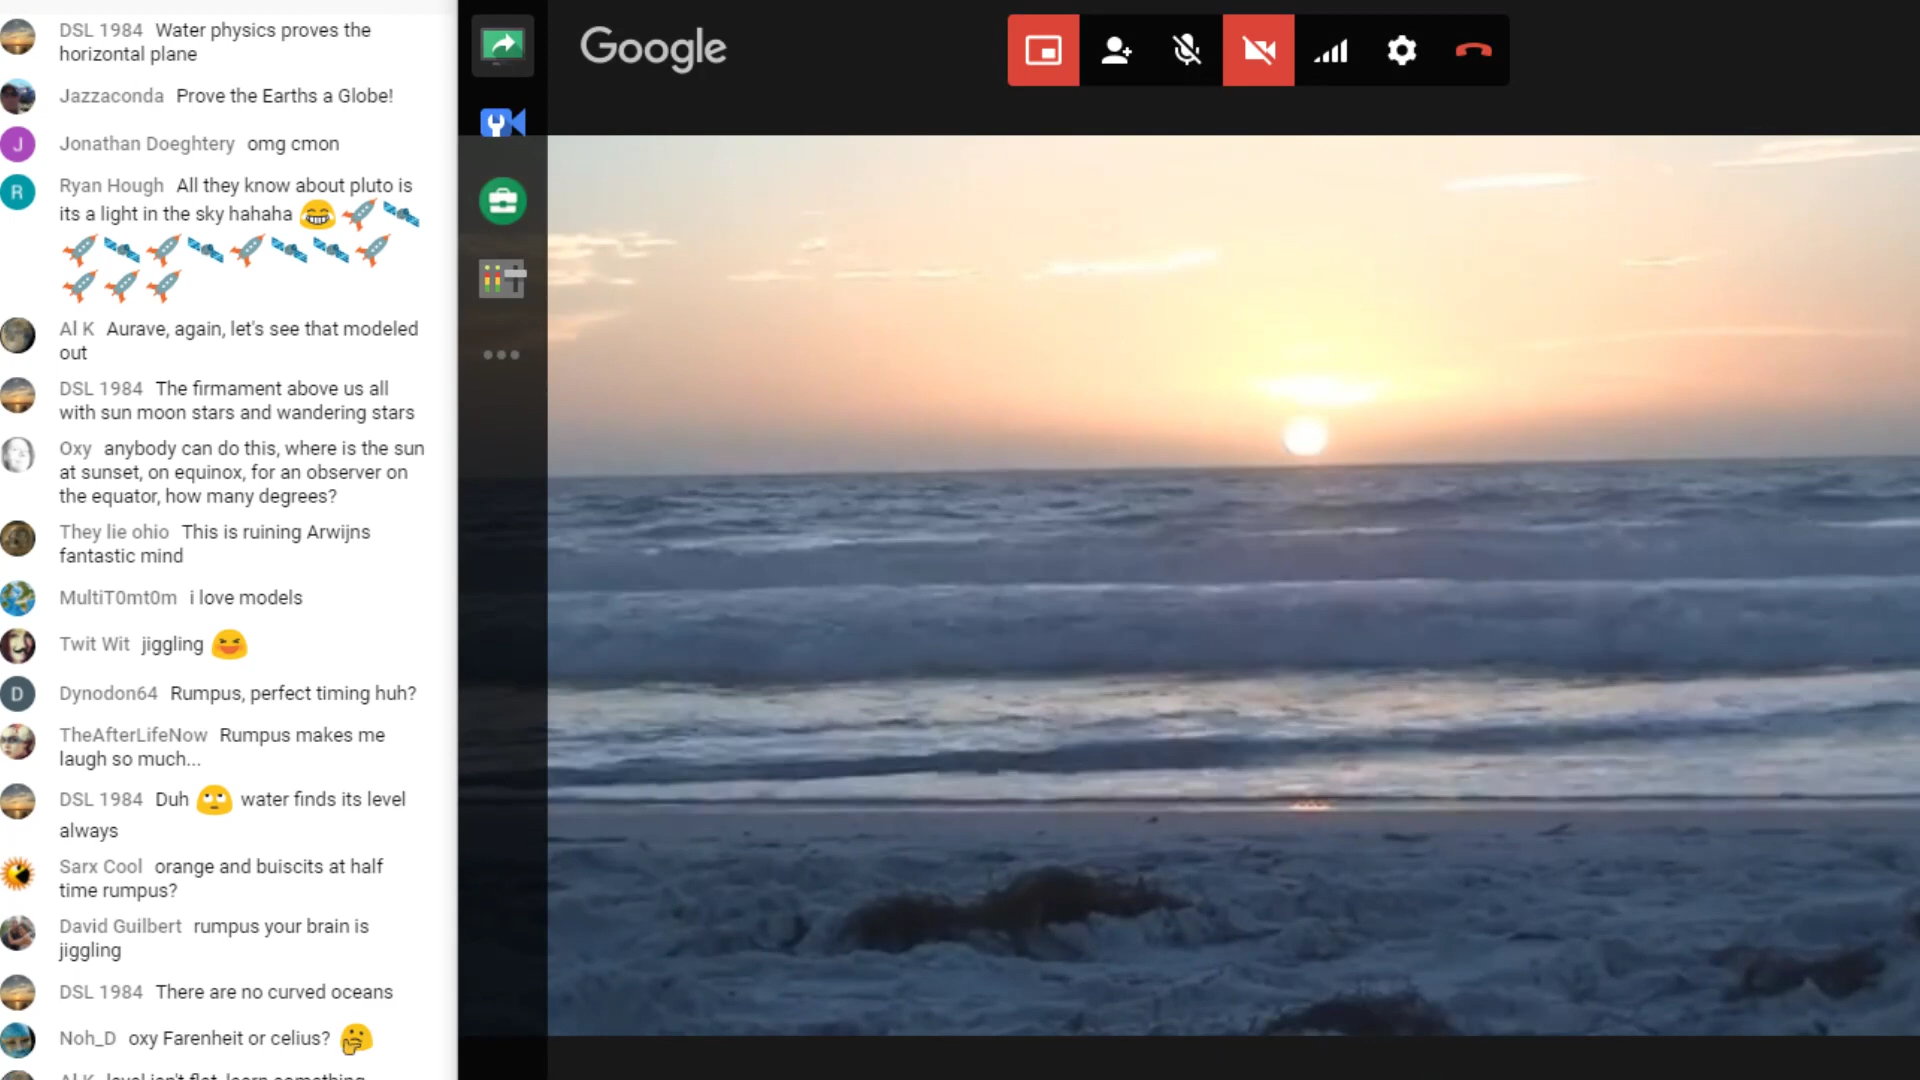 DSL 1984 Water physics proves the
horizontal plane
Jazzaconda Prove the Earths a Globe!
J Jonathan Doeghtery omg cmon
R Ryan Hough All they know about pluto is
its a light in the sky hahaha
Al K Aurave, again, let's see that modeled
out
DSL 1984 The firmament above us all
with sun moon stars and wandering stars
Oxy anybody can do this, where is the sun
at sunset, on equinox, for an observer on
the equator, how many degrees?
They lie ohio This is ruining Arwijns
fantastic mind
MultiT0mt0m i love models
Twit Wit jiggling
D Dynodon64 Rumpus, perfect timing huh?
TheAfterLifeNow Rumpus makes me
laugh so much...
DSL 1984 Duh water finds its level
always
Sarx Cool orange and buiscits at half
time rumpus?
David Guilbert rumpus your brain is
jiggling
DSL 1984 There are no curved oceans
Noh_D oxy Farenheit or celius?
Al K level isn't flat, learn something
Google